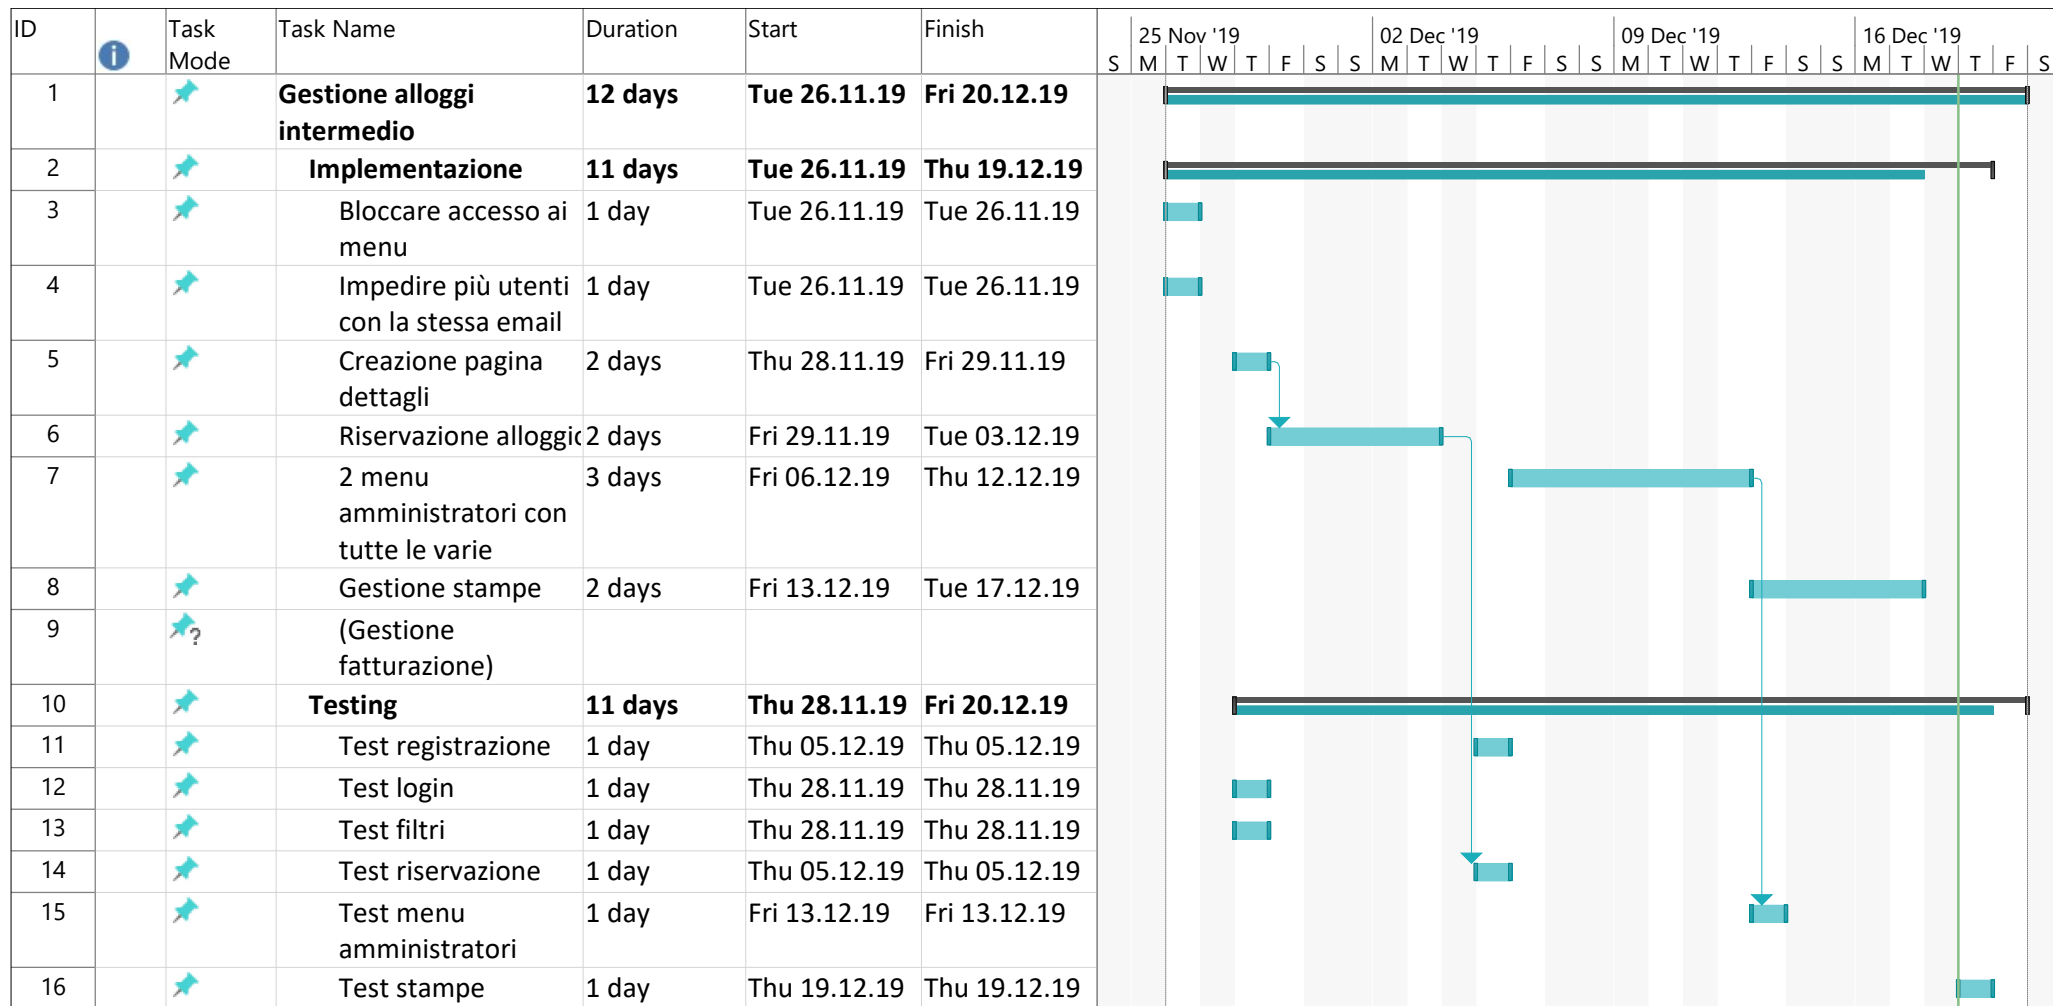 ID Task Mode Task Name Duration Start Finish
25 Nov '19 02 Dec '19 09 Dec '19 16 Dec '19
S M T W T F S S M T W T F S S M T W T F S S M T W T F S
1 Gestione alloggi intermedio 12 days Tue 26.11.19 Fri 20.12.19
2 Implementazione 11 days Tue 26.11.19 Thu 19.12.19
3 Bloccare accesso ai menu 1 day Tue 26.11.19 Tue 26.11.19
4 Impedire più utenti con la stessa email 1 day Tue 26.11.19 Tue 26.11.19
5 Creazione pagina dettagli 2 days Thu 28.11.19 Fri 29.11.19
6 Riservazione alloggio 2 days Fri 29.11.19 Tue 03.12.19
7 2 menu amministratori con tutte le varie 3 days Fri 06.12.19 Thu 12.12.19
8 Gestione stampe 2 days Fri 13.12.19 Tue 17.12.19
9 ? (Gestione fatturazione)
10 Testing 11 days Thu 28.11.19 Fri 20.12.19
11 Test registrazione 1 day Thu 05.12.19 Thu 05.12.19
12 Test login 1 day Thu 28.11.19 Thu 28.11.19
13 Test filtri 1 day Thu 28.11.19 Thu 28.11.19
14 Test riservazione 1 day Thu 05.12.19 Thu 05.12.19
15 Test menu amministratori 1 day Fri 13.12.19 Fri 13.12.19
16 Test stampe 1 day Thu 19.12.19 Thu 19.12.19